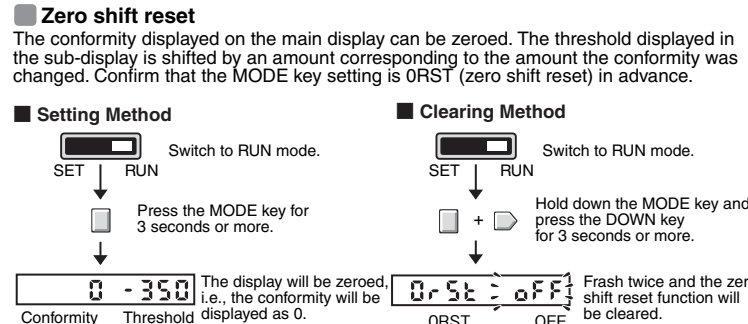 Zero shift reset
The conformity displayed on the main display can be zeroed. The threshold displayed in
the sub-display is shifted by an amount corresponding to the amount the conformity was
changed. Confirm that the MODE key setting is 0RST (zero shift reset) in advance.
Setting Method
Switch to RUN mode.
SET RUN
Press the MODE key for
3 seconds or more.
0 -350
The display will be zeroed,
i.e., the conformity will be
displayed as 0.
Conformity Threshold
Clearing Method
Switch to RUN mode.
SET RUN
+
Hold down the MODE key and
press the DOWN key
for 3 seconds or more.
0rSt oFF
Frash twice and the zer
shift reset function will
be cleared.
0RST OFF